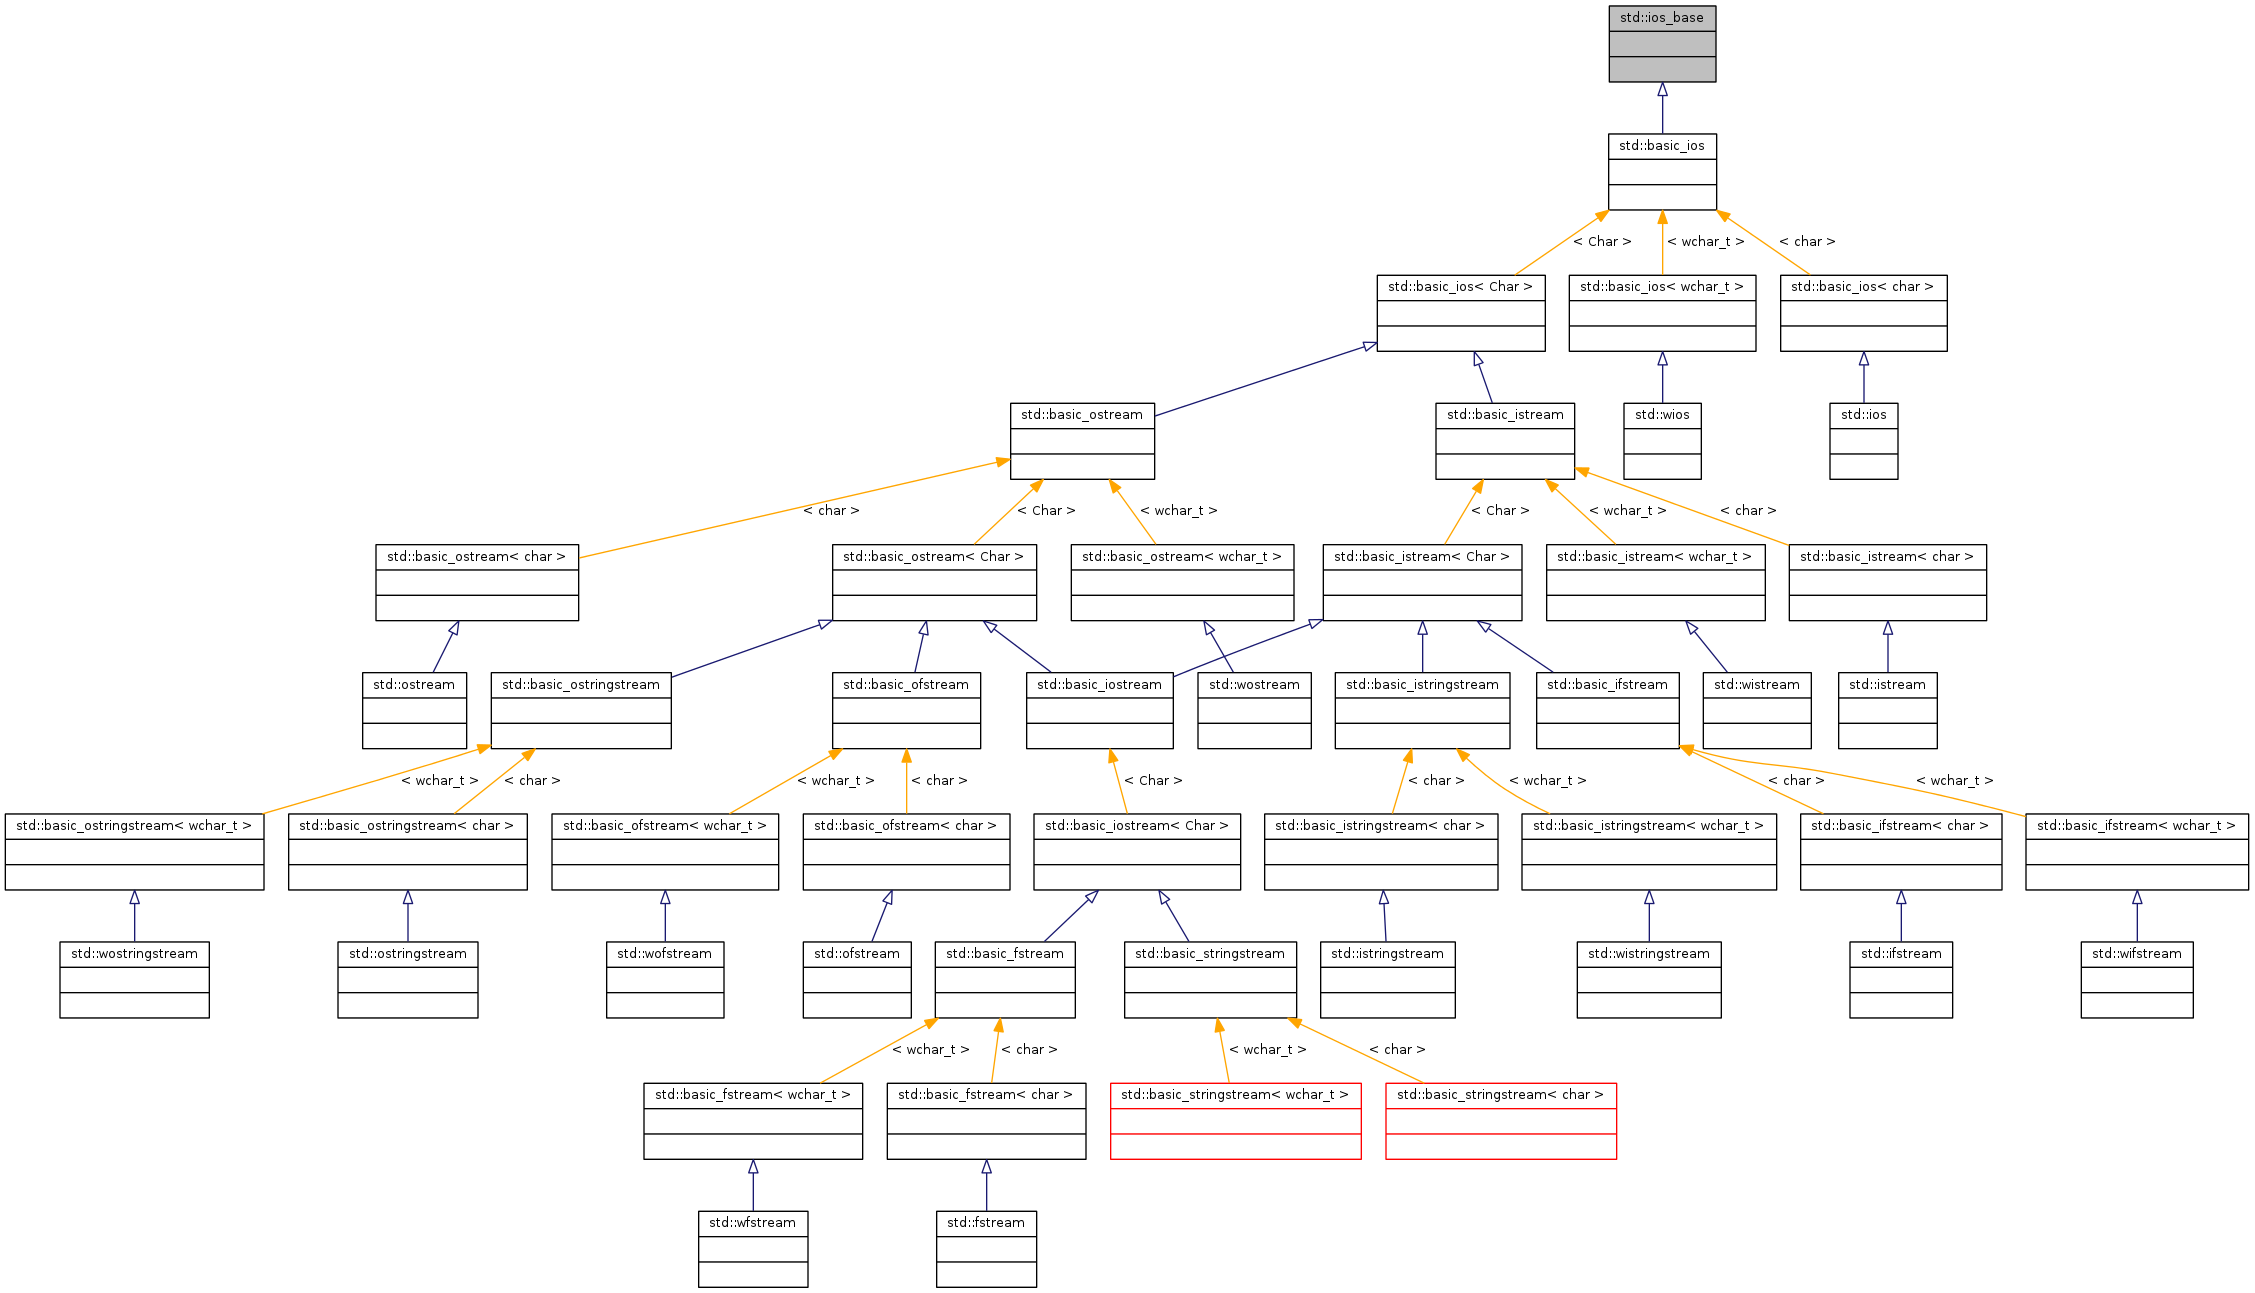 std::ios_base
std::basic_ios
< Char >
< wchar_t >
< char >
std::basic_ios< Char >
std::basic_ios< wchar_t >
std::basic_ios< char >
std::basic_ostream
std::basic_istream
std::wios
std::ios
< char >
< Char >
< wchar_t >
< Char >
< wchar_t >
< char >
std::basic_ostream< char >
std::basic_ostream< Char >
std::basic_ostream< wchar_t >
std::basic_istream< Char >
std::basic_istream< wchar_t >
std::basic_istream< char >
std::ostream
std::basic_ostringstream
std::basic_ofstream
std::basic_iostream
std::wostream
std::basic_istringstream
std::basic_ifstream
std::wistream
std::istream
< wchar_t >
< char >
< wchar_t >
< char >
< Char >
< char >
< wchar_t >
< char >
< wchar_t >
std::basic_ostringstream< wchar_t >
std::basic_ostringstream< char >
std::basic_ofstream< wchar_t >
std::basic_ofstream< char >
std::basic_iostream< Char >
std::basic_istringstream< char >
std::basic_istringstream< wchar_t >
std::basic_ifstream< char >
std::basic_ifstream< wchar_t >
std::wostringstream
std::ostringstream
std::wofstream
std::ofstream
std::basic_fstream
std::basic_stringstream
std::istringstream
std::wistringstream
std::ifstream
std::wifstream
< wchar_t >
< char >
< wchar_t >
< char >
std::basic_fstream< wchar_t >
std::basic_fstream< char >
std::basic_stringstream< wchar_t >
std::basic_stringstream< char >
std::wfstream
std::fstream